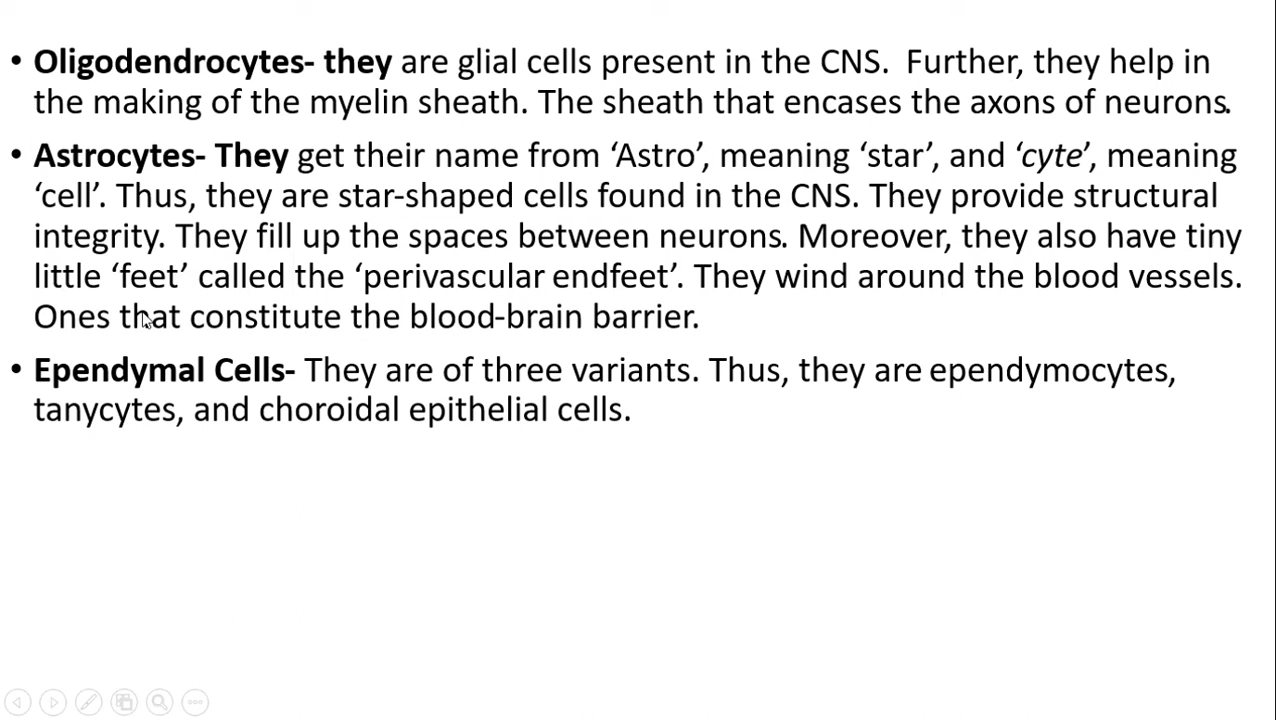 • Oligodendrocytes- they are glial cells present in the CNS.  Further, they help in
the making of the myelin sheath. The sheath that encases the axons of neurons.
• Astrocytes- They get their name from ‘Astro’, meaning ‘star’, and ‘cyte’, meaning
‘cell’. Thus, they are star-shaped cells found in the CNS. They provide structural
integrity. They fill up the spaces between neurons. Moreover, they also have tiny
little ‘feet’ called the ‘perivascular endfeet’. They wind around the blood vessels.
Ones that constitute the blood-brain barrier.
• Ependymal Cells- They are of three variants. Thus, they are ependymocytes,
tanycytes, and choroidal epithelial cells.